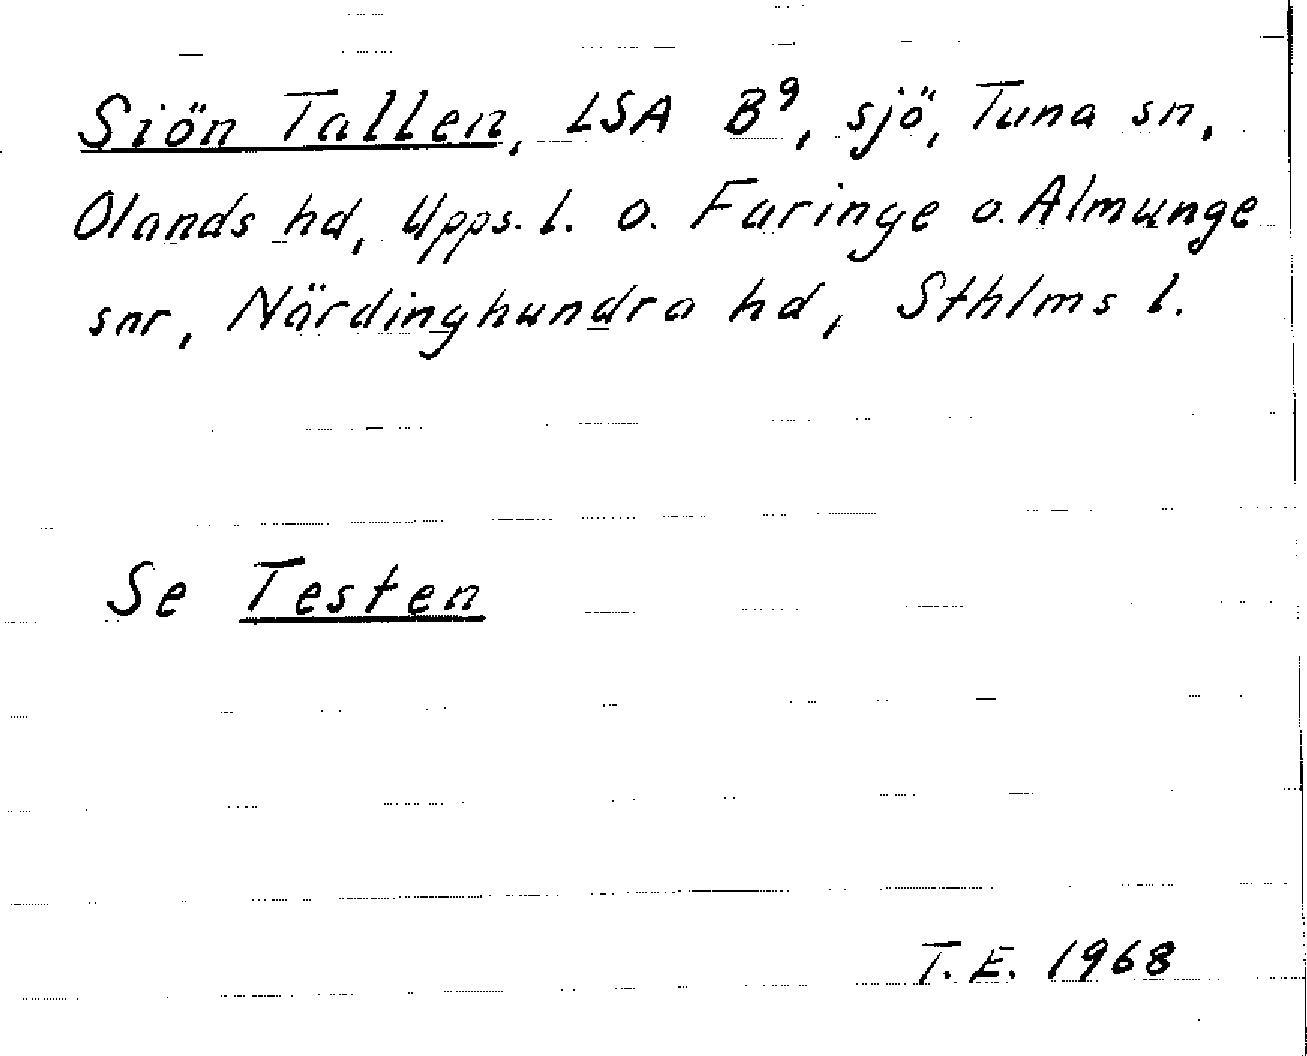 Siön Tallen, LSA B⁹, sjö, Tuna sn,
Olands hd, Upps. l. o. Faringe o. Almunge
snr, Närdinghundra hd, Sthlms l.
Se Testen
T. E. 1968